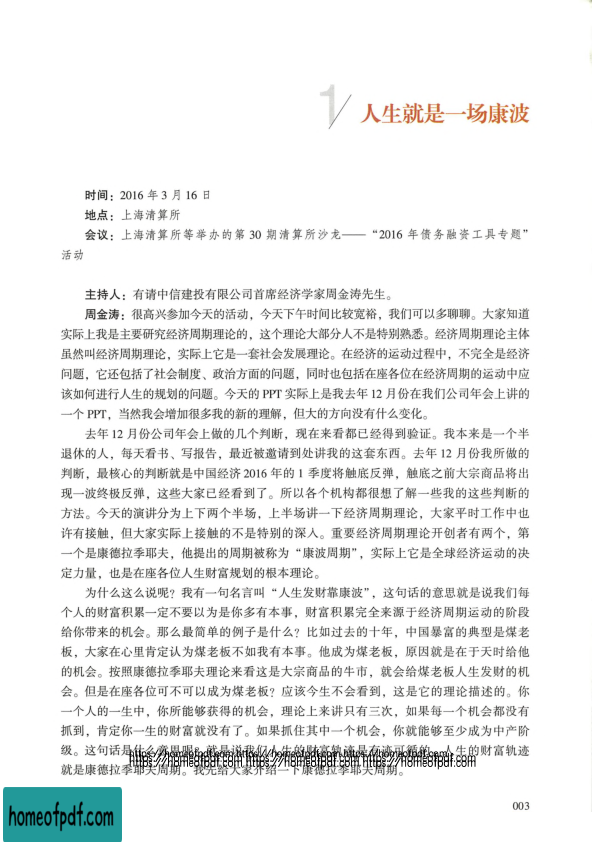 1
人生就是一场康波
时间：2016 年 3 月 16 日
地点：上海清算所
会议：上海清算所等举办的第 30 期清算所沙龙——“2016 年债务融资工具专题”
活动
主持人：有请中信建投有限公司首席经济学家周金涛先生。
周金涛：很高兴参加今天的活动，今天下午时间比较宽裕，我们可以多聊聊。大家知道
实际上我是主要研究经济周期理论的，这个理论大部分人不是特别熟悉。经济周期理论主体
虽然叫经济周期理论，实际上它是一套社会发展理论。在经济的运动过程中，不完全是经济
问题，它还包括了社会制度、政治方面的问题，同时也包括在座各位在经济周期的运动中应
该如何进行人生的规划的问题。今天的PPT实际上是我去年 12 月份在我们公司年会上讲的
一个 PPT，当然我会增加很多我的新的理解，但大的方向没有什么变化。
去年 12 月份公司年会上做的几个判断，现在来看都已经得到验证。我本来是一个半
退休的人，每天看书、写报告，最近被邀请到处讲我的这套东西。去年 12 月份我所做的
判断，最核心的判断就是中国经济 2016 年的 1 季度将触底反弹，触底之前大宗商品将出
现一波终极反弹，这些大家已经看到了。所以各个机构都很想了解一些我的这些判断的
方法。今天的演讲分为上下两个半场，上半场讲一下经济周期理论，大家平时工作中也
许有接触，但大家实际上接触的不是特别的深入。重要经济周期理论开创者有两个，第
一个是康德拉季耶夫，他提出的周期被称为“康波周期”，实际上它是全球经济运动的决
定力量，也是在座各位人生财富规划的根本理论。
为什么这么说呢？我有一句名言叫“人生发财靠康波”，这句话的意思就是说我们每
个人的财富积累一定不要以为是你多有本事，财富积累完全来源于经济周期运动的阶段
给你带来的机会。那么最简单的例子是什么？比如过去的十年，中国暴富的典型是煤老
板，大家在心里肯定认为煤老板不如我有本事。他成为煤老板，原因就是在于天时给他
的机会。按照康德拉季耶夫理论来看这是大宗商品的牛市，就会给煤老板人生发财的机
会。但是在座各位可不可以成为煤老板？应该今生不会看到，这是它的理论描述的。你
一个人的一生中，你所能够获得的机会，理论上来讲只有三次，如果每一个机会都没有
抓到，肯定你一生的财富就没有了。如果抓住其中一个机会，你就能够至少成为中产阶
级。这句话是什么意思呢？就是说我们人生的财富轨迹是有迹可循的。人生的财富轨迹
https://homeofpdf.com https://homeofpdf.com https://homeofpdf.com
就是康德拉季耶夫周期。我先给大家介绍一下康德拉季耶夫周期。
https://homeofpdf.com https://homeofpdf.com https://homeofpdf.com
003
homeofpdf.com